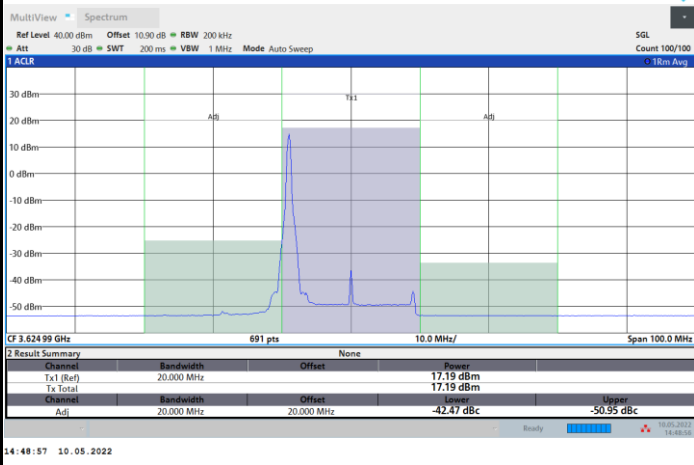 MultiView Spectrum
Ref Level 40.00 dBm Offset 10.90 dB RBW 200 kHz SGL
Att 30 dB SWT 200 ms VBW 1 MHz Mode Auto Sweep Count 100/100
1 ACLR 1Rm Avg
30 dBm
Tx1
20 dBm Adj Adj
10 dBm
0 dBm
-10 dBm
-20 dBm
-30 dBm
-40 dBm
-50 dBm
CF 3.624 99 GHz 691 pts 10.0 MHz/ Span 100.0 MHz
2 Result Summary None
Channel Bandwidth Offset Power
Tx1 (Ref) 20.000 MHz 17.19 dBm
Tx Total 17.19 dBm
Channel Bandwidth Offset Lower Upper
Adj 20.000 MHz 20.000 MHz -42.47 dBc -50.95 dBc
Ready 10.05.2022
14:48:56
14:48:57 10.05.2022